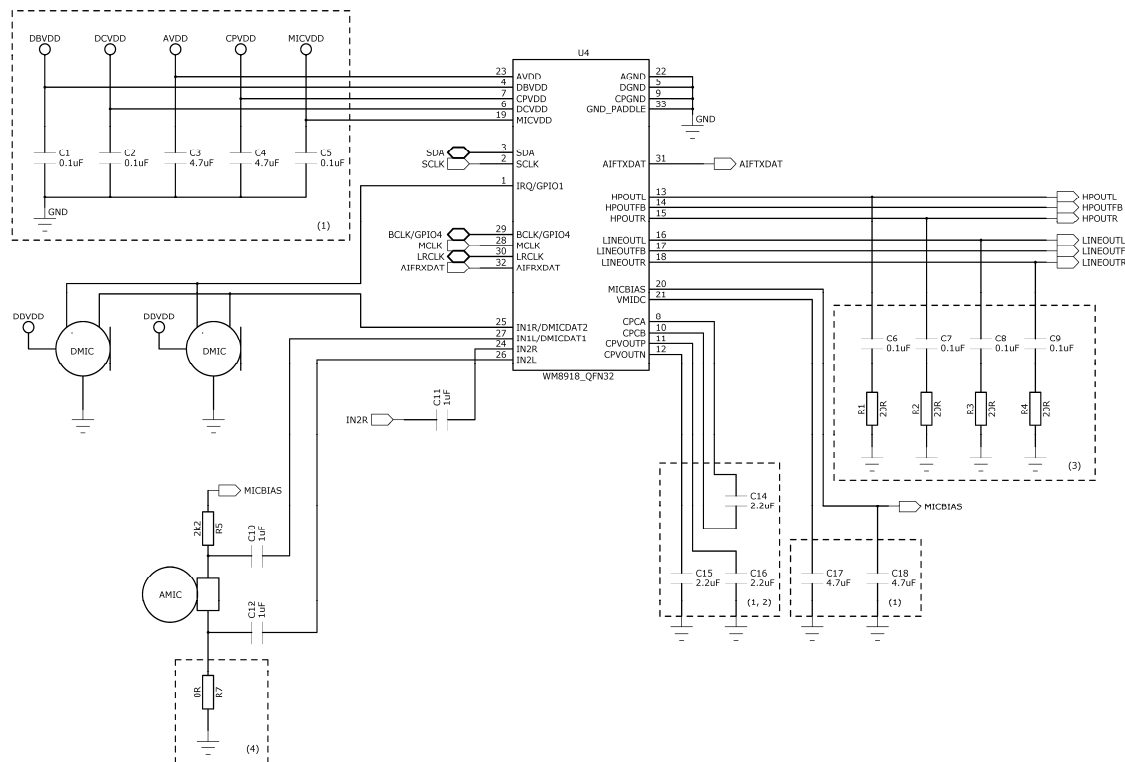 DBVDD DCVDD AVDD CPVDD MICVDD
C1 0.1uF
C2 0.1uF
C3 4.7uF
C4 4.7uF
C5 0.1uF
GND
(1)
U4
23 AVDD
4 DBVDD
7 CPVDD
6 DCVDD
19 MICVDD
SDA 3 SDA
SCLK 2 SCLK
1 IRQ/GPIO1
BCLK/GPIO4 29 BCLK/GPIO4
MCLK 28 MCLK
LRCLK 30 LRCLK
AIFRXDAT 32 AIFRXDAT
25 IN1R/DMICDAT2
27 IN1L/DMICDAT1
24 IN2R
26 IN2L
AGND 22
DGND 5
CPGND 9
GND_PADDLE 33
GND
AIFTXDAT 31 AIFTXDAT
HPOUTL 13 HPOUTL
HPOUTFB 14 HPOUTFB
HPOUTR 15 HPOUTR
LINEOUTL 16 LINEOUTL
LINEOUTFB 17 LINEOUTF
LINEOUTR 18 LINEOUTR
MICBIAS 20
VMIDC 21
CPCA 8
CPCB 10
CPVOUTP 11
CPVOUTN 12
WM8918_QFN32
DBVDD
DMIC
DBVDD
DMIC
IN2R
C11 1uF
C6 0.1uF
C7 0.1uF
C8 0.1uF
C9 0.1uF
R1 20R
R2 20R
R3 20R
R4 20R
(3)
MICBIAS
2k2 R5
C10 1uF
AMIC
C12 1uF
0R R7
(4)
C14 2.2uF
C15 2.2uF
C16 2.2uF
(1, 2)
MICBIAS
C17 4.7uF
C18 4.7uF
(1)